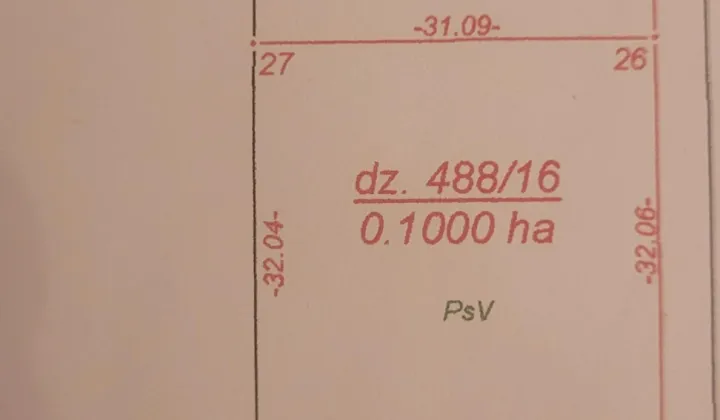 -31.09-
27
26
dz. 488/16
0.1000 ha
-32.04-
-32.06-
PsV